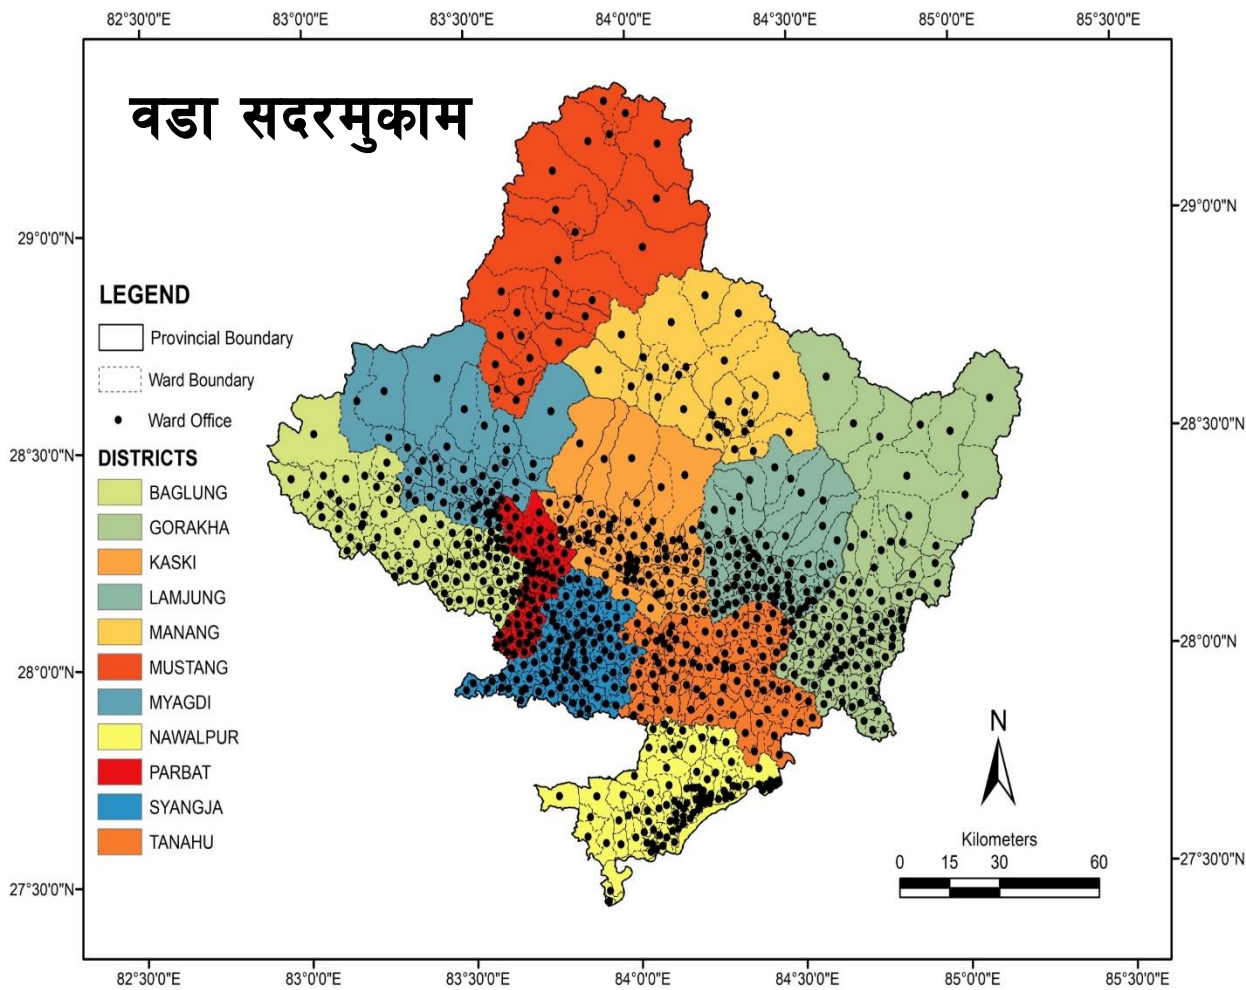 82°30'0"E 83°0'0"E 83°30'0"E 84°0'0"E 84°30'0"E 85°0'0"E 85°30'0"E
वडा सदरमुकाम
29°0'0"N 29°0'0"N
LEGEND
Provincial Boundary
Ward Boundary
Ward Office
28°30'0"N 28°30'0"N
DISTRICTS
BAGLUNG
GORAKHA
KASKI
LAMJUNG
MANANG
28°0'0"N 28°0'0"N
MUSTANG
MYAGDI
NAWALPUR
N
PARBAT
SYANGJA
TANAHU
Kilometers
0 15 30 60
27°30'0"N 27°30'0"N
82°30'0"E 83°0'0"E 83°30'0"E 84°0'0"E 84°30'0"E 85°0'0"E 85°30'0"E